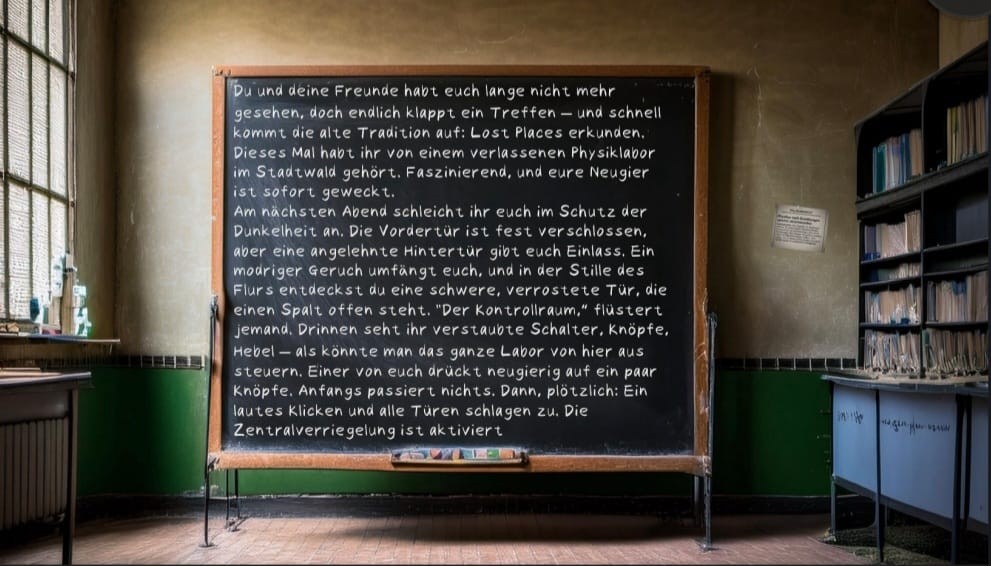 Du und deine Freunde habt euch lange nicht mehr
gesehen, doch endlich klappt ein Treffen – und schnell
kommt die alte Tradition auf: Lost Places erkunden.
Dieses Mal habt ihr von einem verlassenen Physiklabor
im Stadtwald gehört. Faszinierend, und eure Neugier
ist sofort geweckt.
Am nächsten Abend schleicht ihr euch im Schutz der
Dunkelheit an. Die Vordertür ist fest verschlossen,
aber eine angelehnte Hintertür gibt euch Einlass. Ein
modriger Geruch umfängt euch, und in der Stille des
Flurs entdeckst du eine schwere, verrostete Tür, die
einen Spalt offen steht. "Der Kontrollraum," flüstert
jemand. Drinnen seht ihr verstaubte Schalter, Knöpfe,
Hebel – als könnte man das ganze Labor von hier aus
steuern. Einer von euch drückt neugierig auf ein paar
Knöpfe. Anfangs passiert nichts. Dann, plötzlich: Ein
lautes Klicken und alle Türen schlagen zu. Die
Zentralverriegelung ist aktiviert